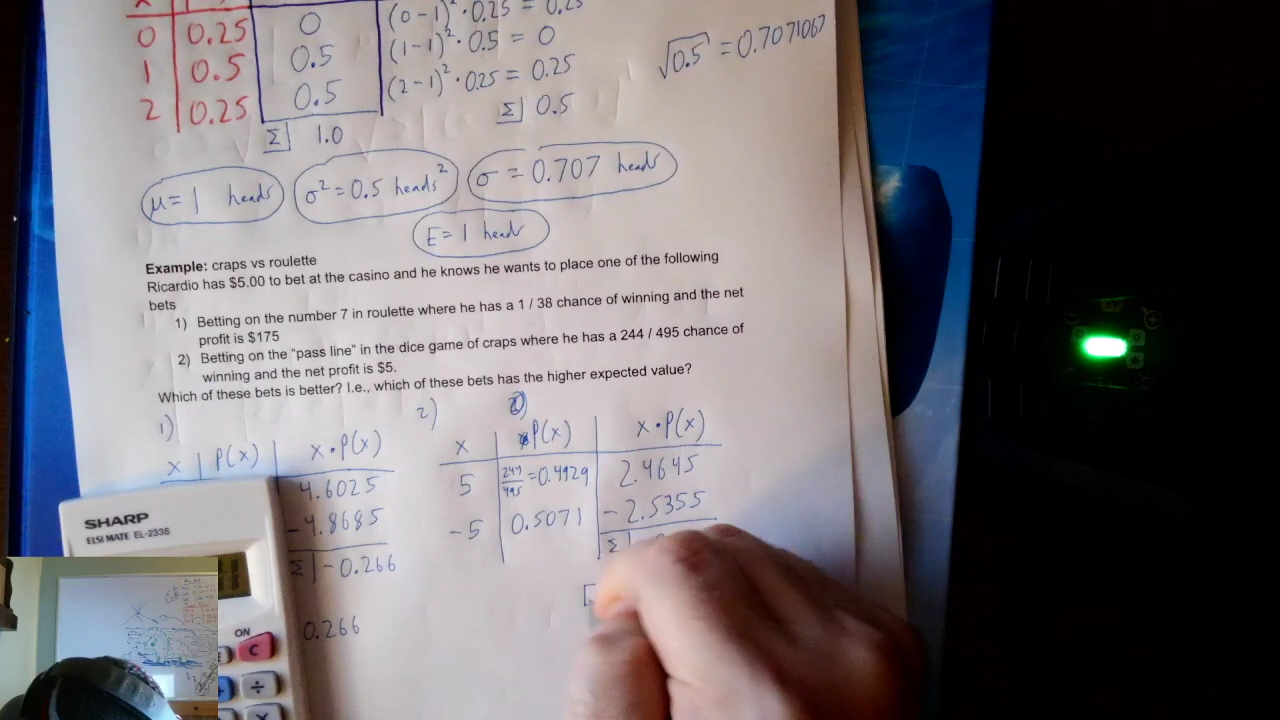 0 0.25 0 (0-1)²·0.25 = 0.25
1 0.5 0.5 (1-1)²·0.5 = 0
2 0.25 0.5 (2-1)²·0.25 = 0.25
√0.5 = 0.7071067
Σ| 1.0 Σ| 0.5
μ=1 heads σ²=0.5 heads² σ=0.707 heads
E=1 heads
Example: craps vs roulette
Ricardio has $5.00 to bet at the casino and he knows he wants to place one of the following
bets
1) Betting on the number 7 in roulette where he has a 1 / 38 chance of winning and the net
profit is $175
2) Betting on the "pass line" in the dice game of craps where he has a 244 / 495 chance of
winning and the net profit is $5.
Which of these bets is better? I.e., which of these bets has the higher expected value?
1)
x P(x) x·P(x)
4.6025
-4.8685
Σ|-0.266
0.266
2)
x P(x) x·P(x)
5 244/495=0.4929 2.4645
-5 0.5071 -2.5355
Σ|
SHARP
ELSI MATE EL-233S
ON
C
÷
X